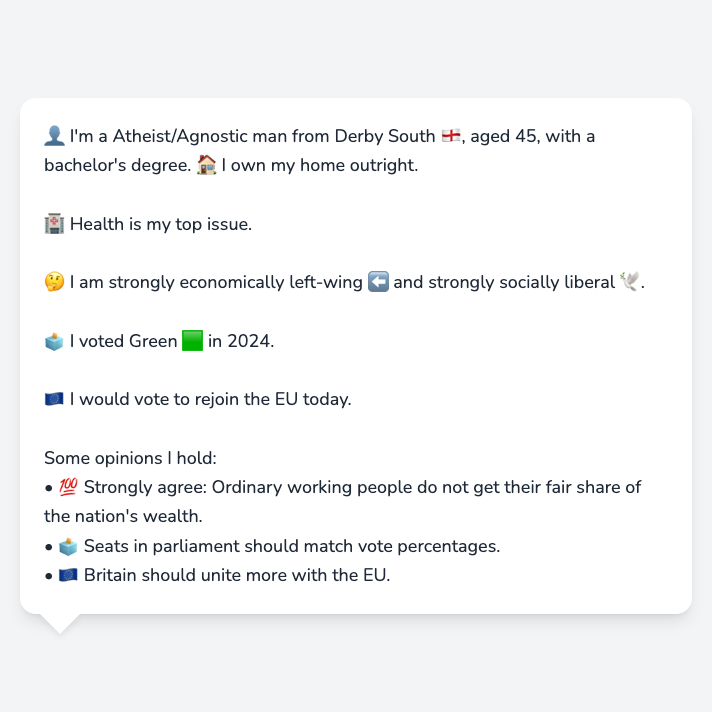 👤 I'm a Atheist/Agnostic man from Derby South 🏴󠁧󠁢󠁥󠁮󠁧󠁿, aged 45, with a
bachelor's degree. 🏠 I own my home outright.
🏥 Health is my top issue.
🤔 I am strongly economically left-wing ⬅️ and strongly socially liberal 🕊️.
🗳️ I voted Green 🟩 in 2024.
🇪🇺 I would vote to rejoin the EU today.
Some opinions I hold:
• 💯 Strongly agree: Ordinary working people do not get their fair share of
the nation's wealth.
• 🗳️ Seats in parliament should match vote percentages.
• 🇪🇺 Britain should unite more with the EU.